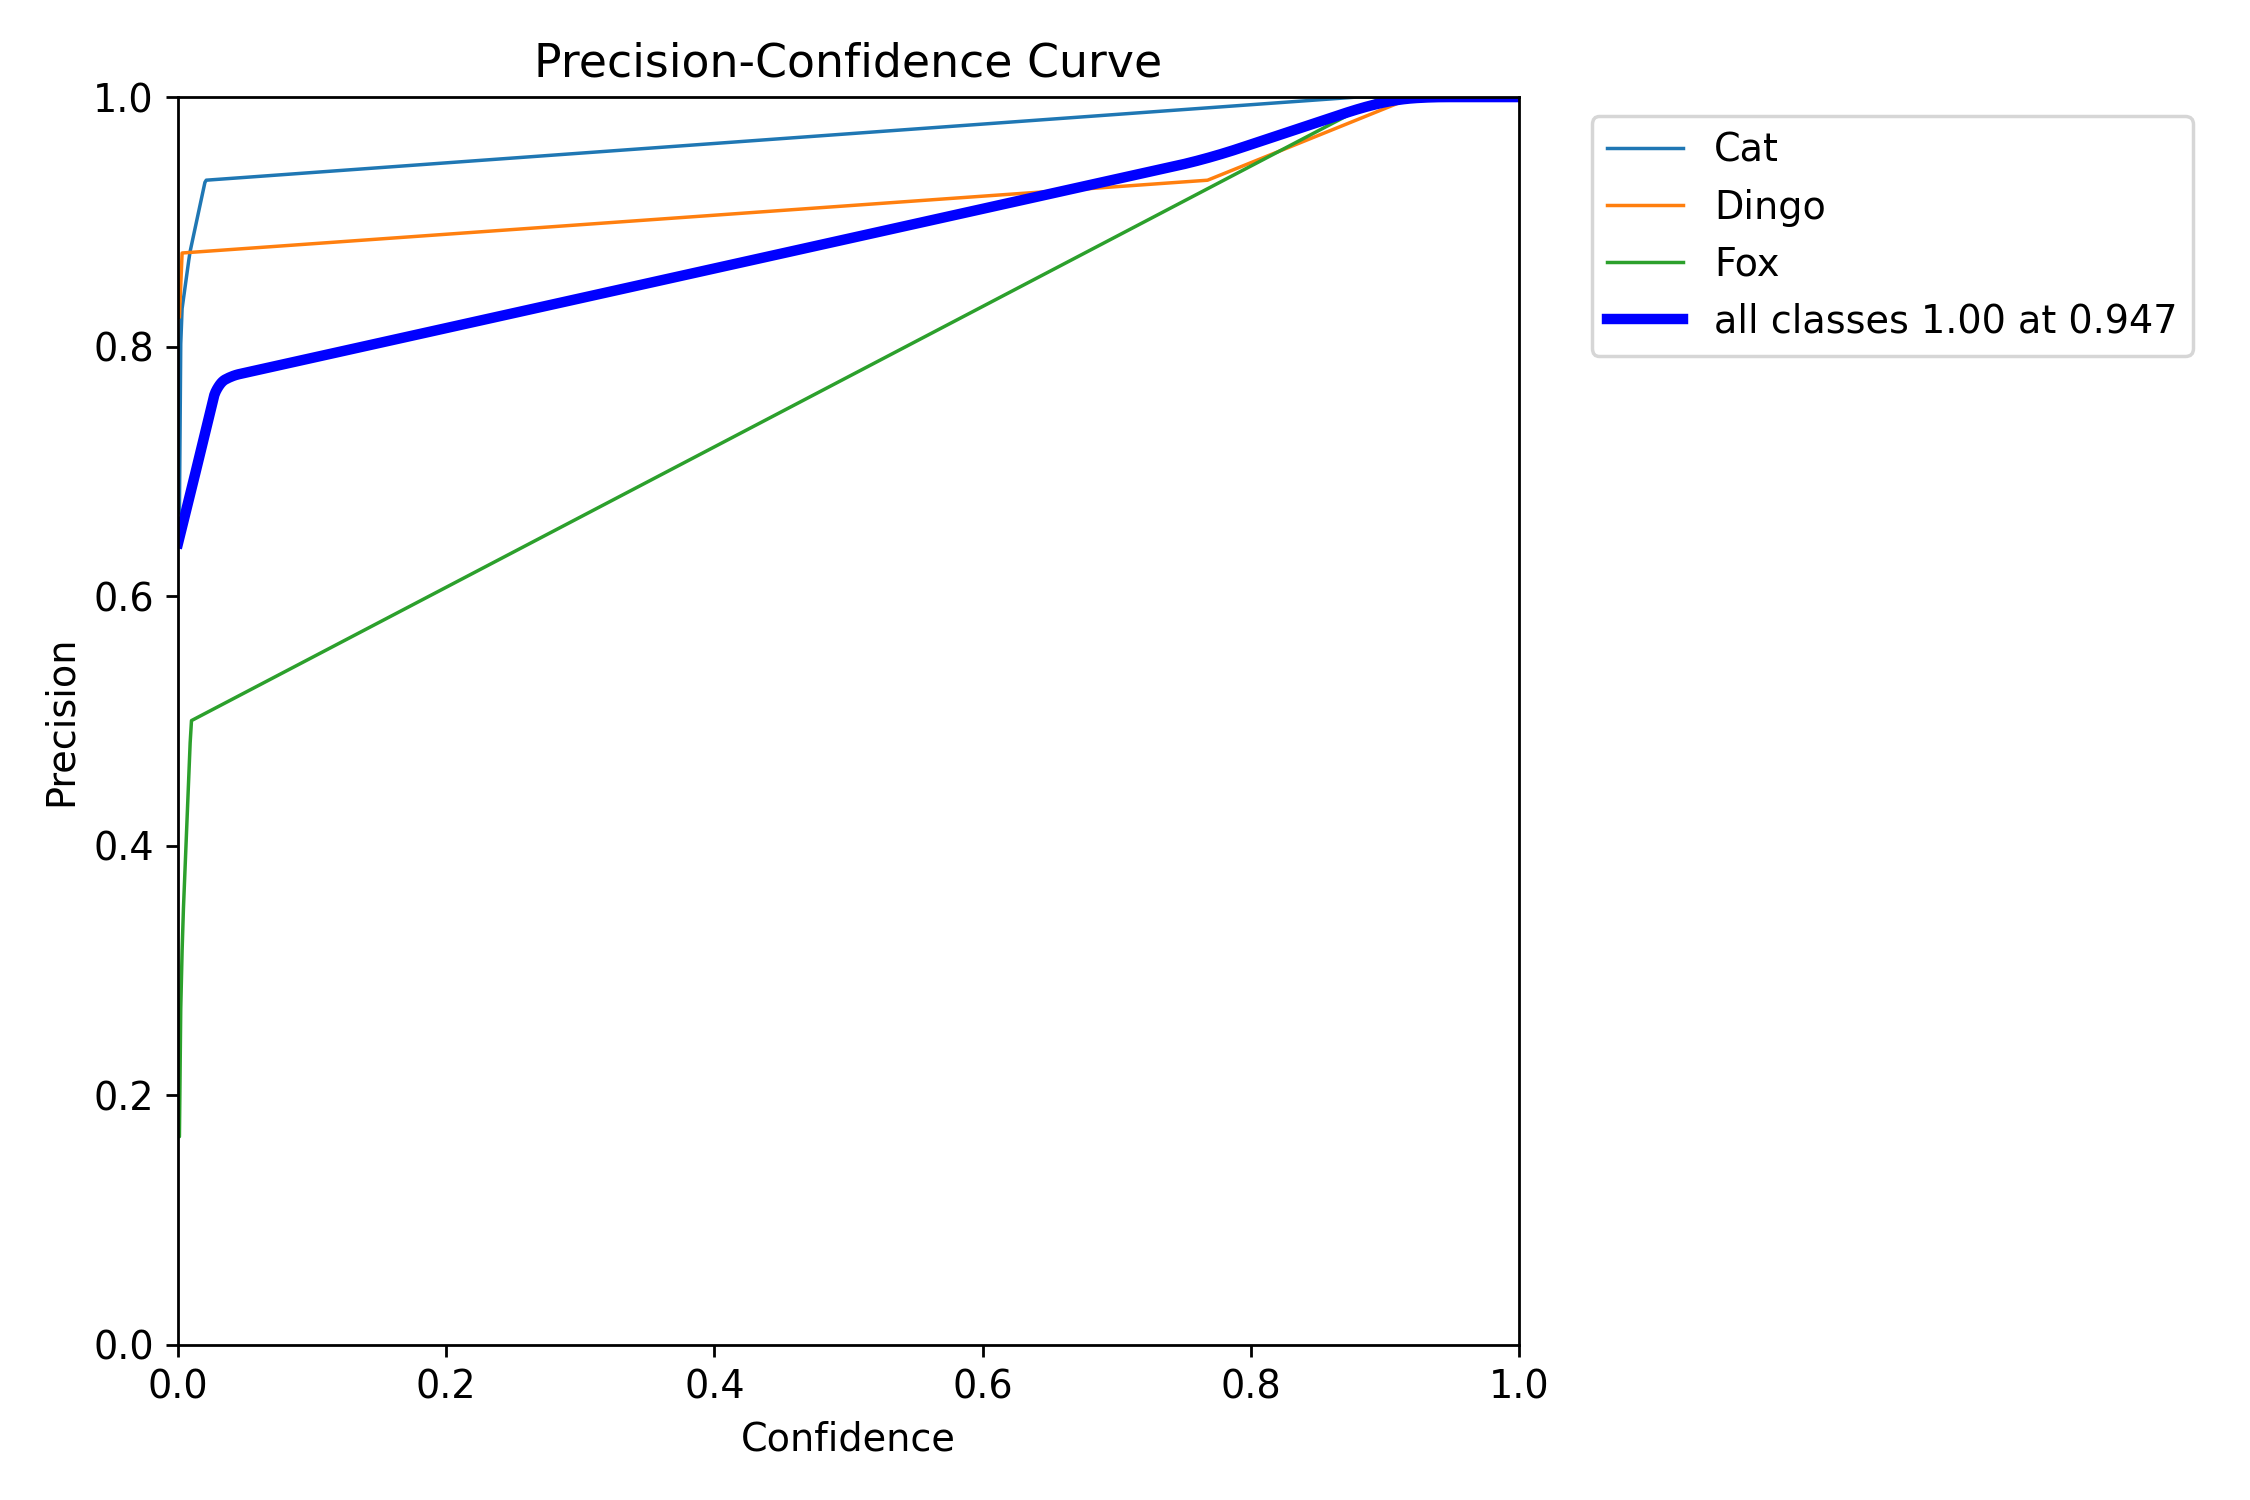 Precision-Confidence Curve
1.0
0.8
0.6
0.4
0.2
0.0
Precision
0.0 0.2 0.4 0.6 0.8 1.0
Confidence
Cat
Dingo
Fox
all classes 1.00 at 0.947